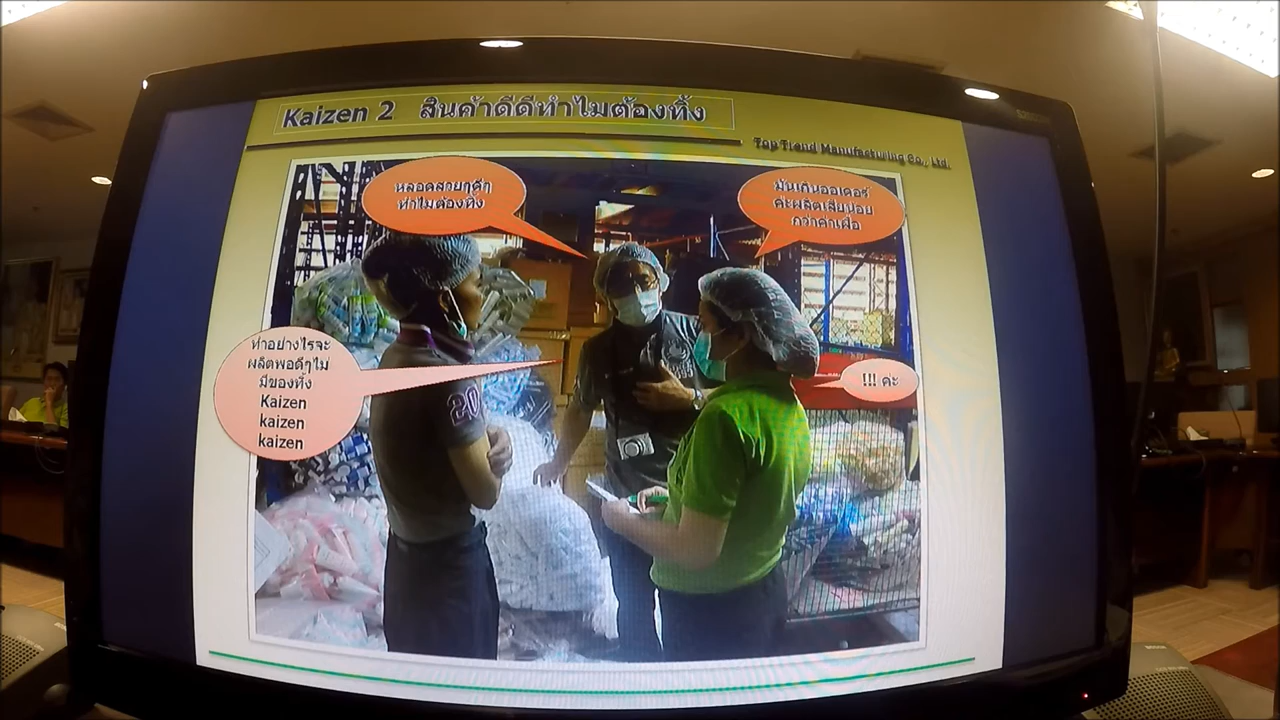 Kaizen 2 สินค้าดีดีทำไมต้องทิ้ง
Top Trend Manufacturing Co., Ltd.
หลอดสวยๆดีๆ
ทำไมต้องทิ้ง
มันเกินออเดอร์
ค่ะผลิตเสียน้อย
กว่าค่าเผื่อ
ทำอย่างไรจะ
ผลิตพอดีๆไม่
มีของทิ้ง
Kaizen
kaizen
kaizen
!!! ค่ะ
20